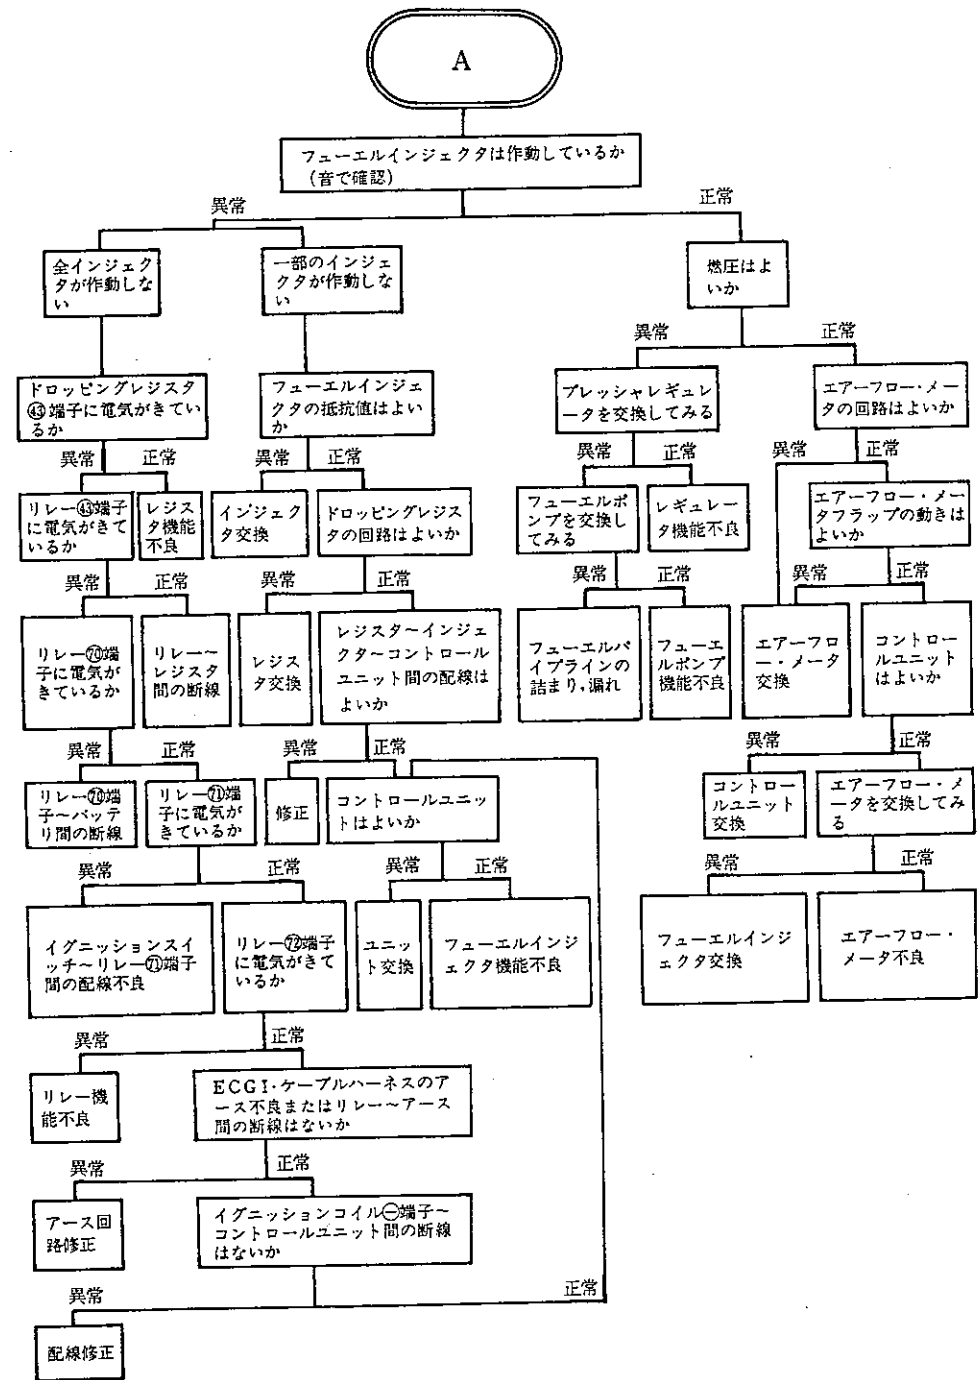 A
フューエルインジェクタは作動しているか
(音で確認)
異常
正常
全インジェク
タが作動しな
い
一部のインジ
ェクタが作動し
ない
燃圧はよ
いか
異常
正常
ドロッピングレジスタ
㊸端子に電気がきてい
るか
フューエルインジェ
クタの抵抗値はよい
か
プレッシャレギュレ
ータを交換してみる
エアーフロー・メー
タの回路はよいか
異常
正常
異常
正常
異常
正常
異常
正常
リレー㊸端子
に電気がきて
いるか
レジス
タ機能
不良
インジェ
クタ交換
ドロッピングレジス
タの回路はよいか
フューエルポ
ンプを交換し
てみる
レギュレー
タ機能不良
エアーフロー・メー
タフラップの動きは
よいか
異常
正常
異常
正常
異常
正常
異常
正常
リレー⑦⓪端
子に電気が
きているか
リレー～
レジスタ
間の断線
レジス
タ交換
レジスタ～インジェ
クタ～コントロール
ユニット間の配線は
よいか
フューエルパ
イプラインの
詰まり,漏れ
フューエ
ルポンプ
機能不良
エアーフロ
ー・メータ
交換
コントロー
ルユニット
はよいか
異常
正常
異常
正常
異常
正常
リレー⑦⓪端
子～バッテ
リ間の断線
リレー⑦①端
子に電気が
きているか
修正
コントロールユニッ
トはよいか
コントロ
ールユニ
ット交換
エアーフロー・メ
ータを交換してみ
る
異常
正常
異常
正常
異常
正常
イグニッションスイ
ッチ～リレー⑦①端子
間の配線不良
リレー⑦②端子
に電気がきて
いるか
ユニッ
ト交換
フューエルインジ
ェクタ機能不良
フューエルインジ
ェクタ交換
エアーフロー・
メータ不良
異常
正常
リレー機
能不良
ECGI・ケーブルハーネスのア
ース不良またはリレー～アース
間の断線はないか
異常
正常
アース回
路修正
イグニッションコイル㊀端子～
コントロールユニット間の断線
はないか
異常
正常
配線修正